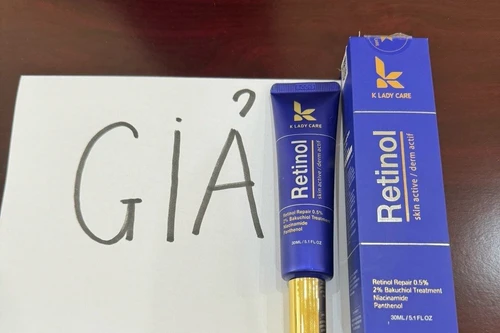 GIẢ
K LADY CARE
Retinol
skin active / derm actif
Retinol Repair 0.5%
2% Bakuchiol Treatment
Niacinamide
Panthenol
30ML / 5.1 FL OZ
K LADY CARE
Retinol
skin active / derm actif
Retinol Repair 0.5%
2% Bakuchiol Treatment
Niacinamide
Panthenol
30ML / 5.1 FL OZ